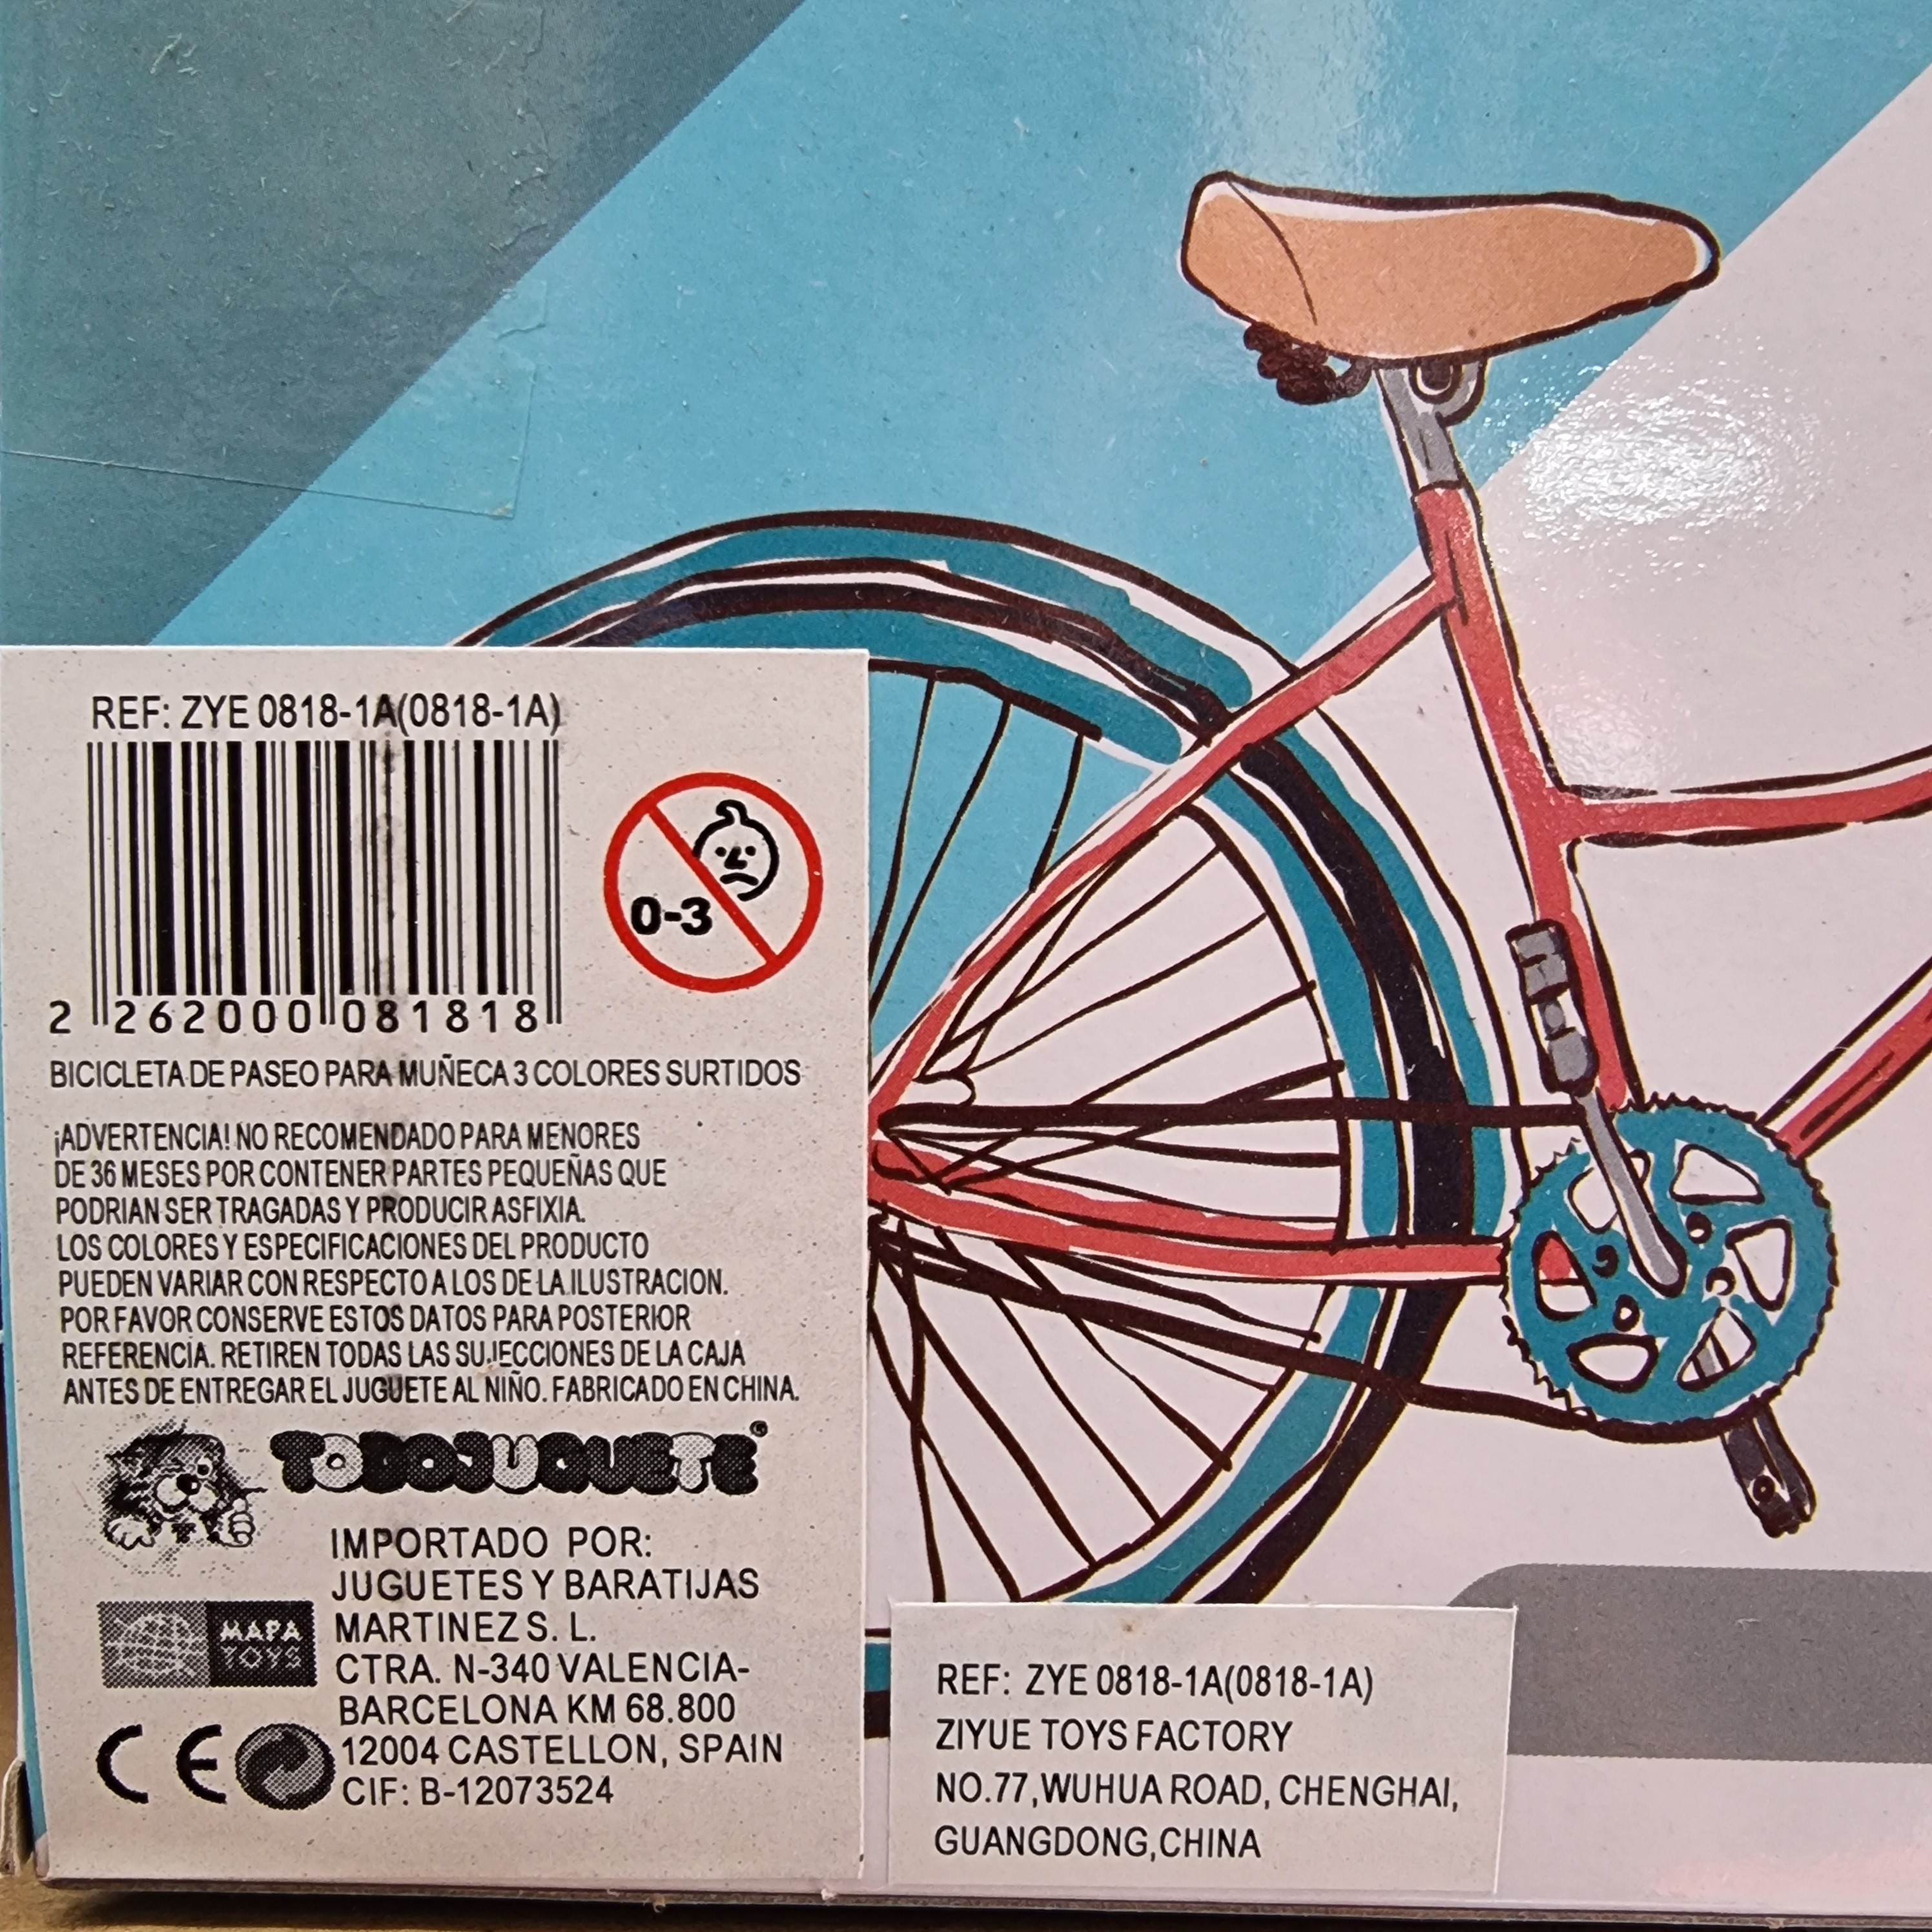 REF: ZYE 0818-1A(0818-1A)
0-3
2 262000 081818
BICICLETA DE PASEO PARA MUÑECA 3 COLORES SURTIDOS
¡ADVERTENCIA! NO RECOMENDADO PARA MENORES
DE 36 MESES POR CONTENER PARTES PEQUEÑAS QUE
PODRIAN SER TRAGADAS Y PRODUCIR ASFIXIA.
LOS COLORES Y ESPECIFICACIONES DEL PRODUCTO
PUEDEN VARIAR CON RESPECTO A LOS DE LA ILUSTRACION.
POR FAVOR CONSERVE ESTOS DATOS PARA POSTERIOR
REFERENCIA. RETIREN TODAS LAS SUJECCIONES DE LA CAJA
ANTES DE ENTREGAR EL JUGUETE AL NIÑO. FABRICADO EN CHINA.
TODOJUGUETE®
IMPORTADO POR:
JUGUETES Y BARATIJAS
MARTINEZ S. L.
CTRA. N-340 VALENCIA-
BARCELONA KM 68.800
12004 CASTELLON, SPAIN
CIF: B-12073524
MAPA
TOYS
CE
REF: ZYE 0818-1A(0818-1A)
ZIYUE TOYS FACTORY
NO.77,WUHUA ROAD, CHENGHAI,
GUANGDONG,CHINA